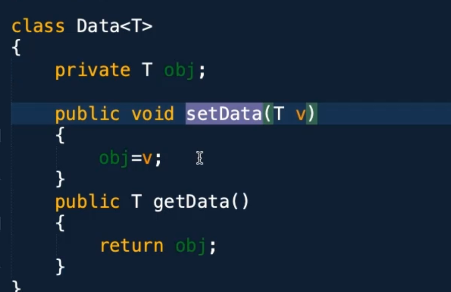 class Data<T>
{
    private T obj;
    public void setData(T v)
    {
        obj=v;
    }
    public T getData()
    {
        return obj;
    }
}